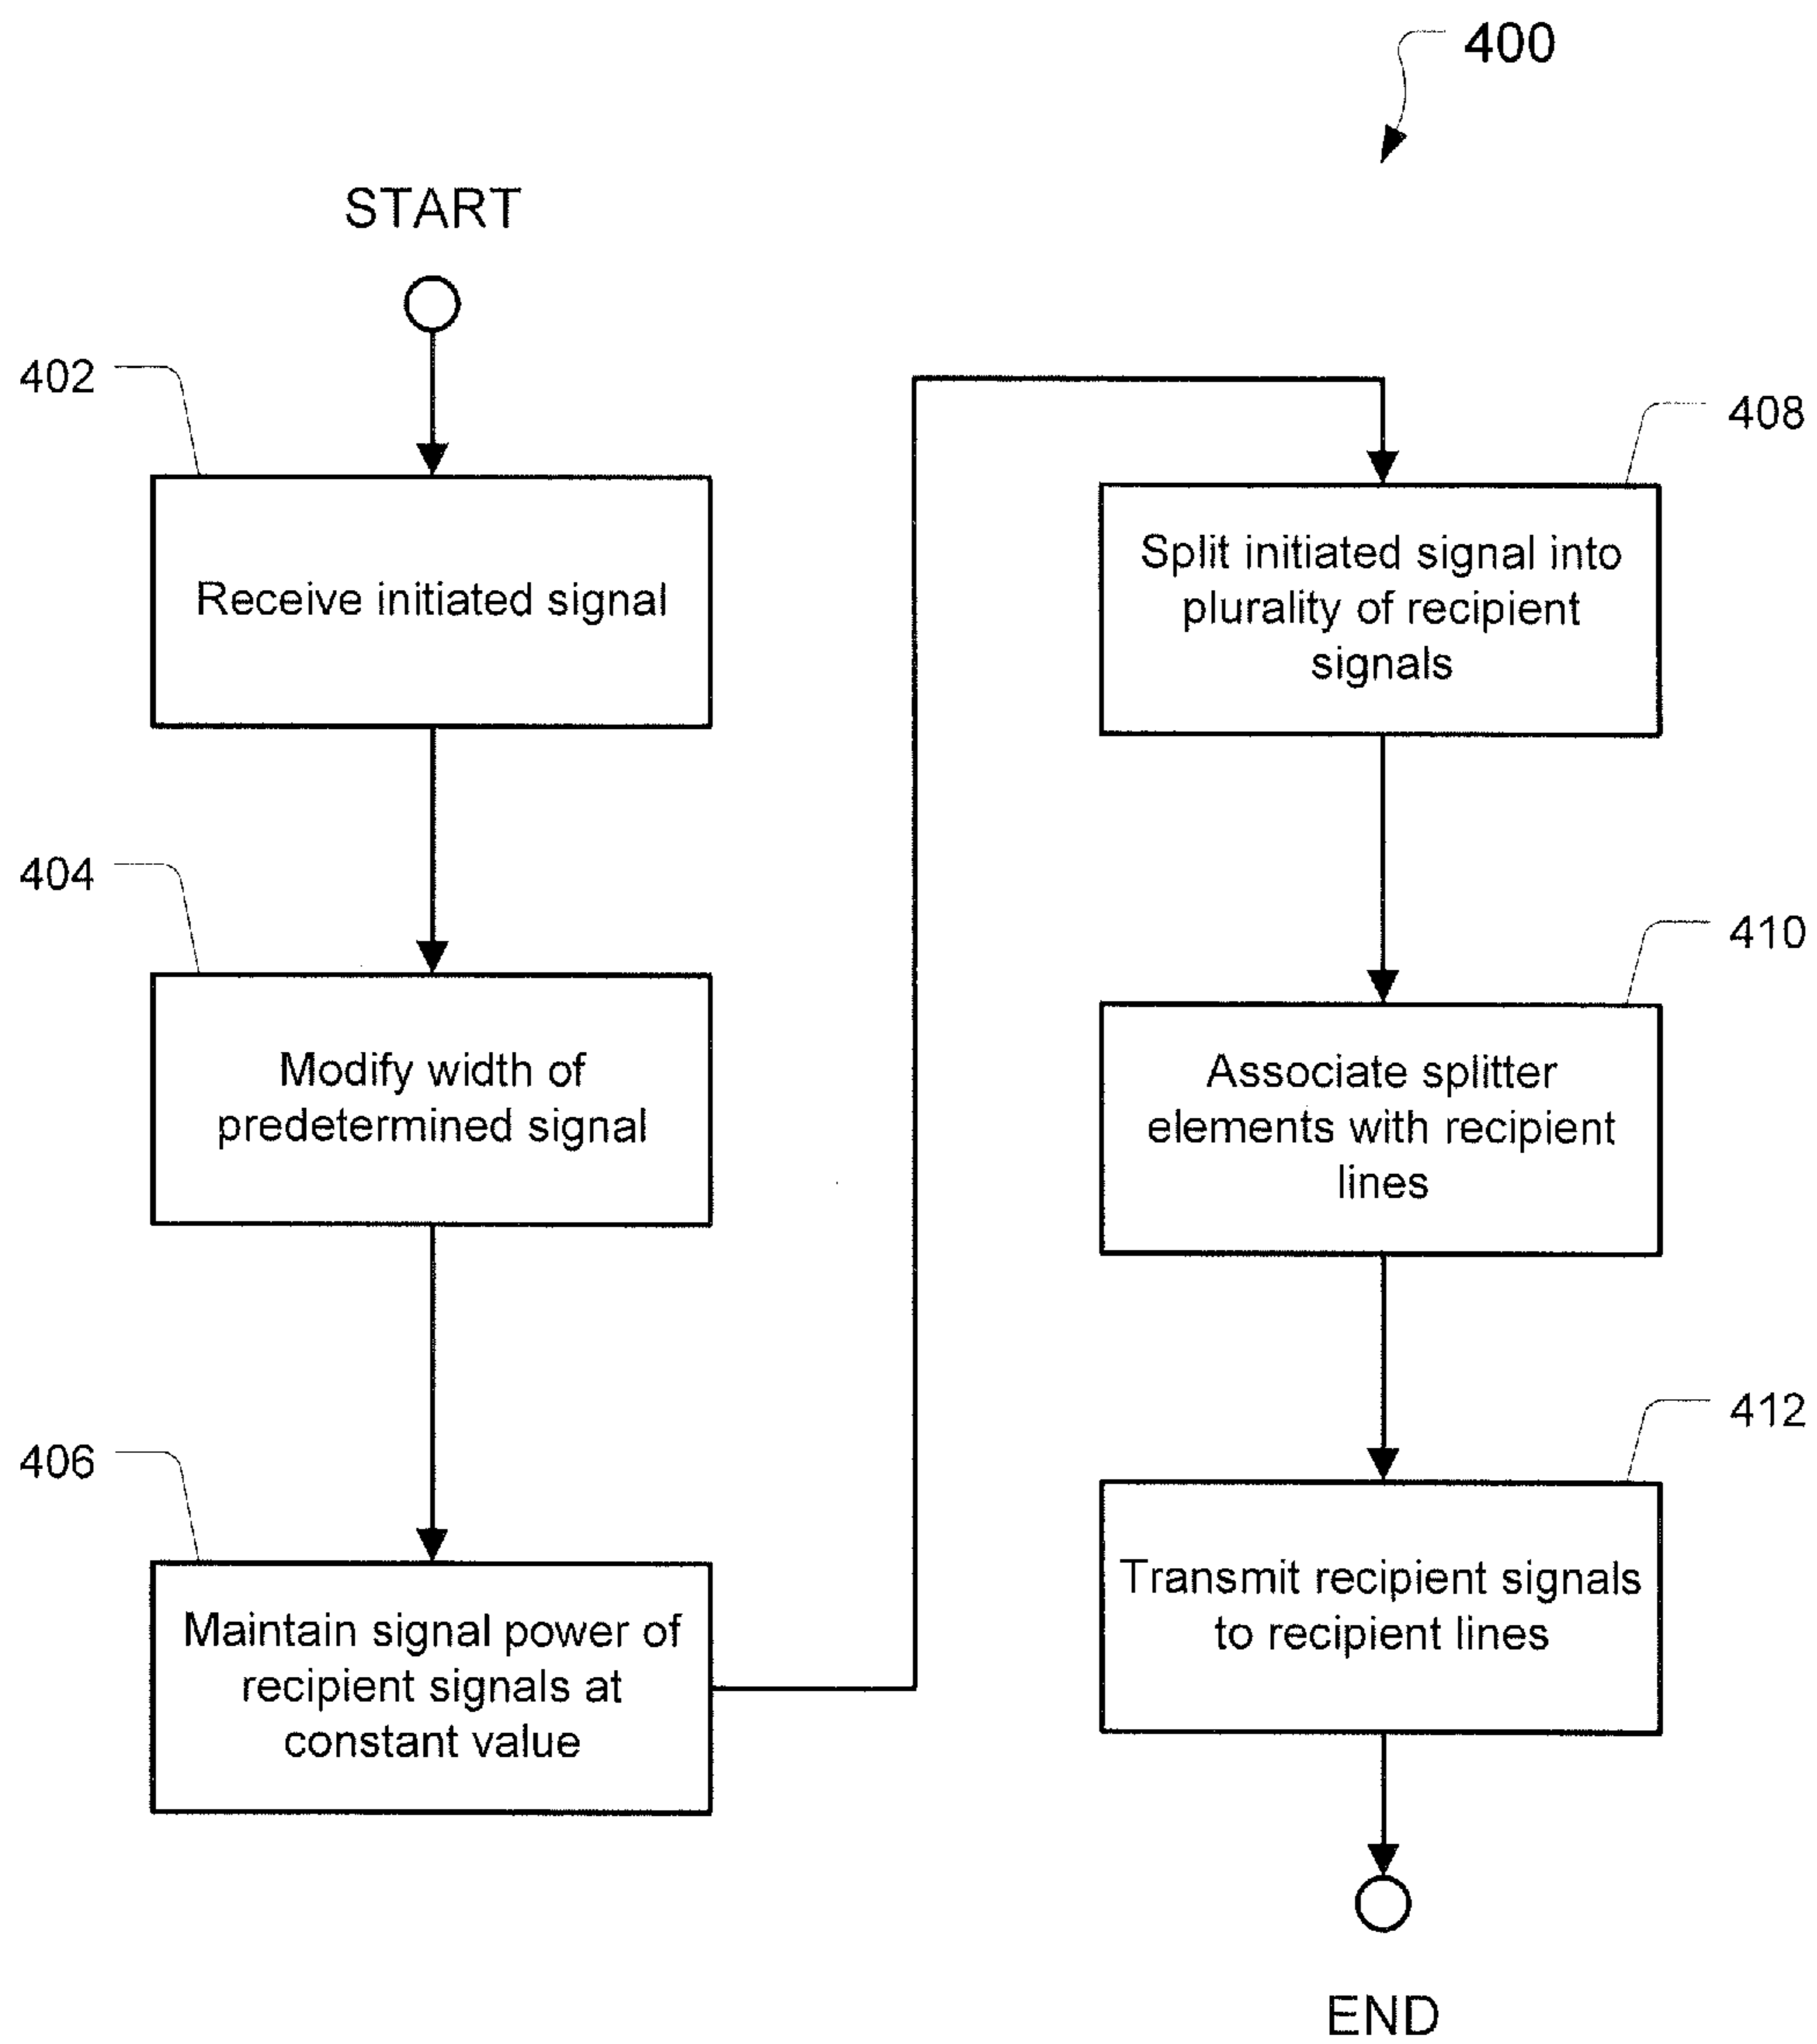 400
START
402
Receive initiated signal
404
Modify width of
predetermined signal
406
Maintain signal power of
recipient signals at
constant value
408
Split initiated signal into
plurality of recipient
signals
410
Associate splitter
elements with recipient
lines
412
Transmit recipient signals
to recipient lines
END